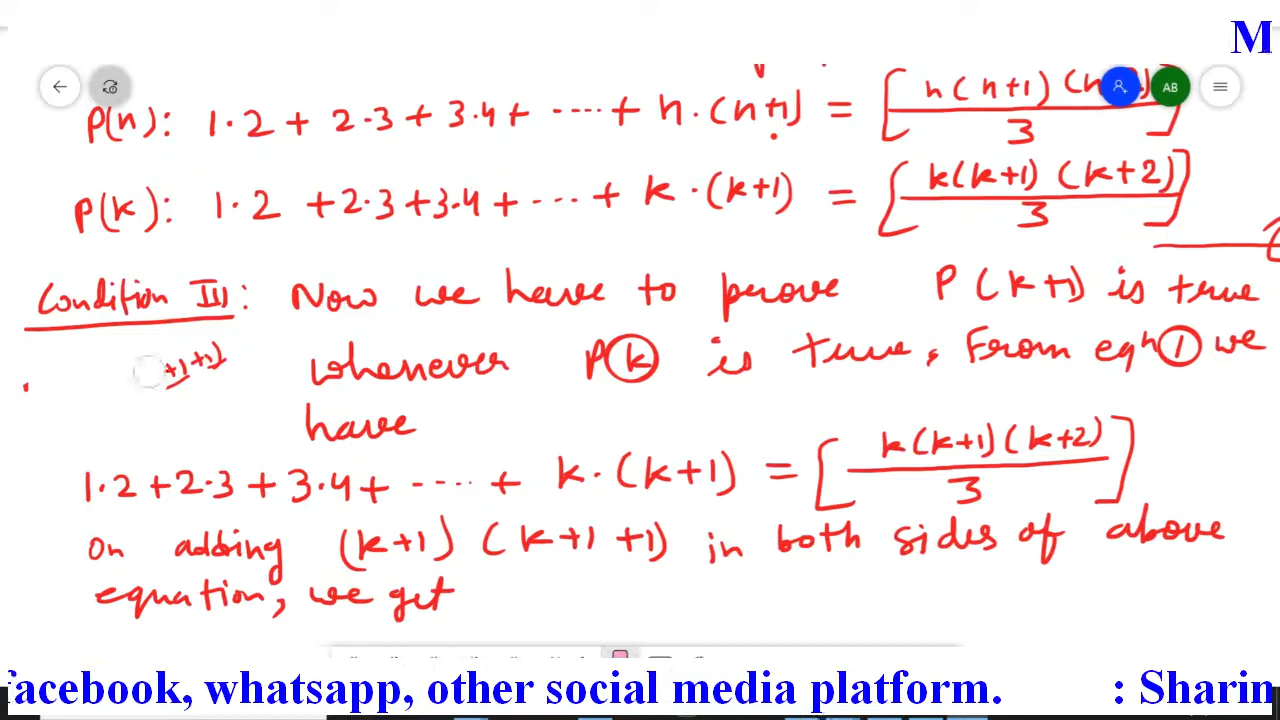 M
P(n): 1·2 + 2·3 + 3·4 + ····· + n·(n+1) = [n(n+1)(n+2)/3]
AB
P(k): 1·2 +2·3+3·4+····+ k·(k+1) = [k(k+1)(k+2)/3]
Condition III: Now we have to prove P(k+1) is true
+1+1)
whenever P(k) is true. From eqn ① we
have
1·2+2·3+3·4+ ·····+ k·(k+1) = [k(k+1)(k+2)/3]
On adding (k+1) (k+1+1) in both sides of above
equation, we get
facebook, whatsapp, other social media platform. : Sharin